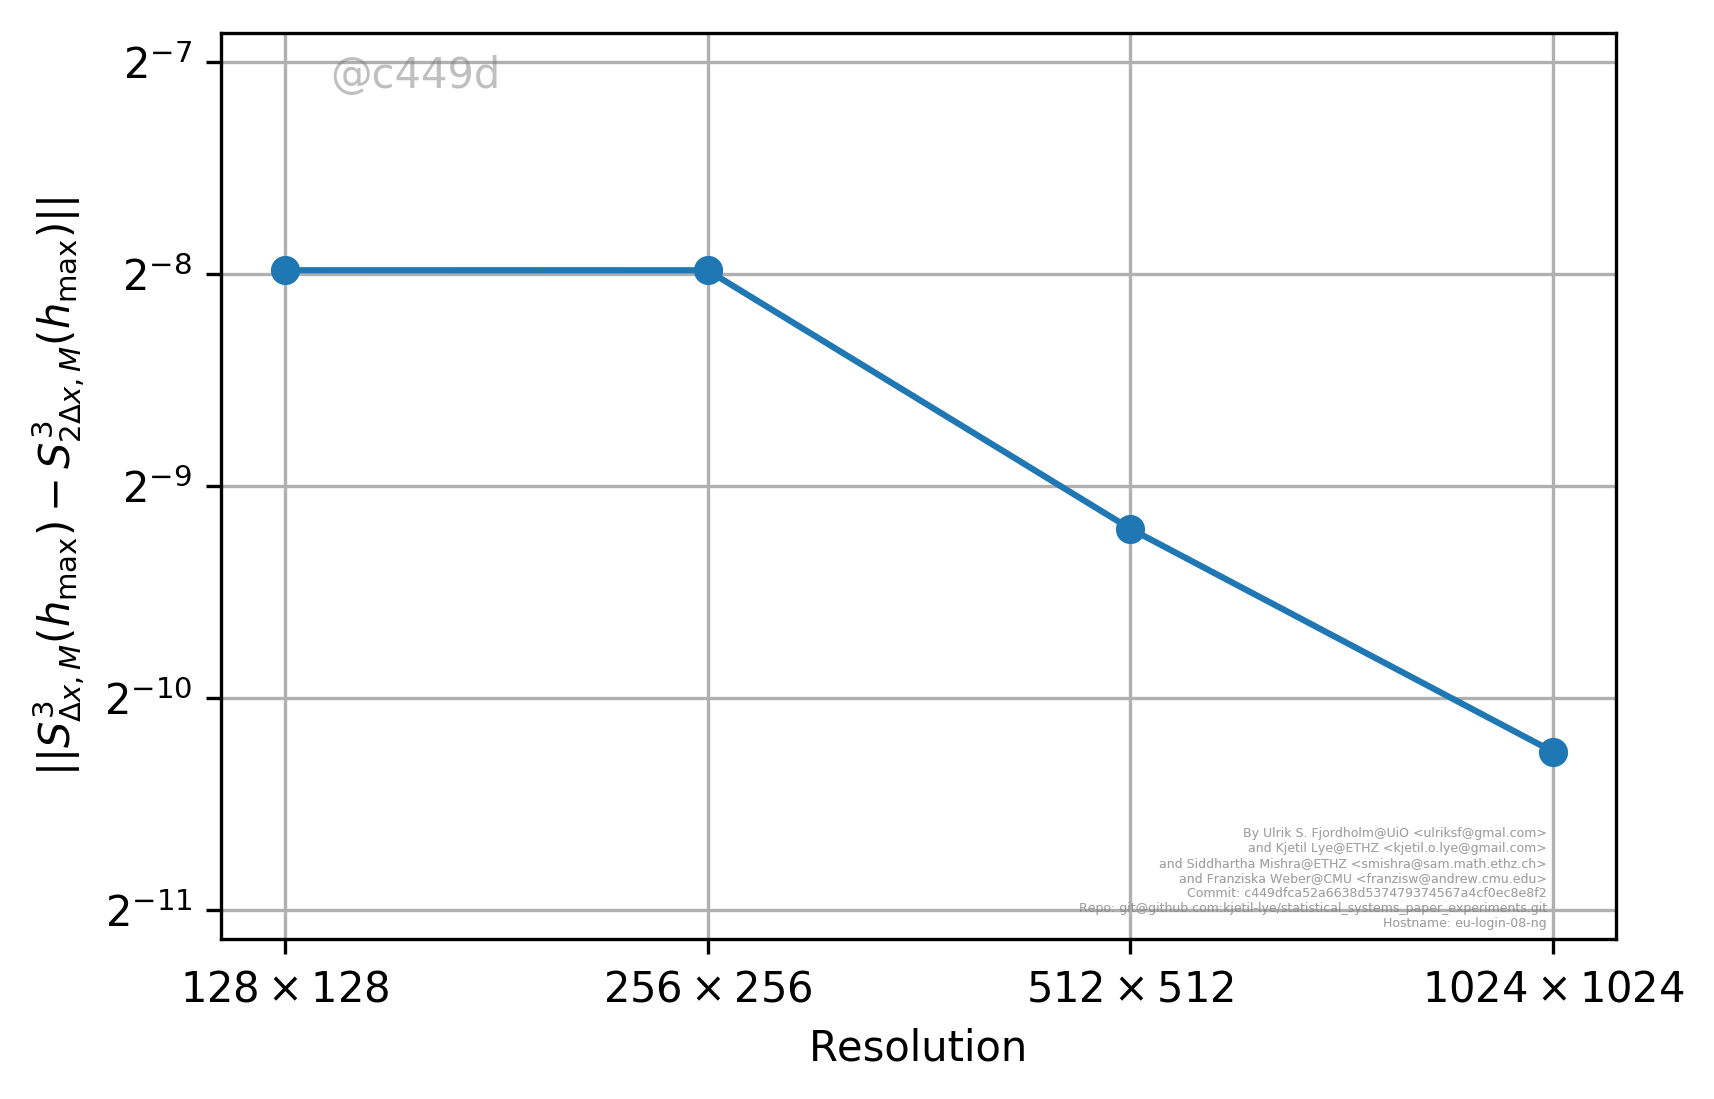 @c449d
||S³_{Δx,M}(h_max) − S³_{2Δx,M}(h_max)||
2⁻⁷
2⁻⁸
2⁻⁹
2⁻¹⁰
2⁻¹¹
By Ulrik S. Fjordholm@UiO <ulriksf@gmal.com>
and Kjetil Lye@ETHZ <kjetil.o.lye@gmail.com>
and Siddhartha Mishra@ETHZ <smishra@sam.math.ethz.ch>
and Franziska Weber@CMU <franzisw@andrew.cmu.edu>
Commit: c449dfca52a6638d537479374567a4cf0ec8e8f2
Repo: git@github.com:kjetil-lye/statistical_systems_paper_experiments.git
Hostname: eu-login-08-ng
128 × 128
256 × 256
512 × 512
1024 × 1024
Resolution